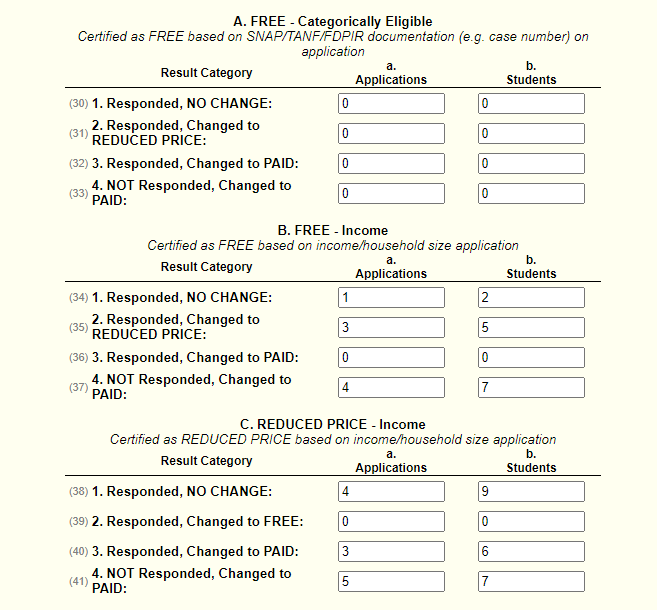 A. FREE - Categorically Eligible
Certified as FREE based on SNAP/TANF/FDPIR documentation (e.g. case number) on
application
Result Category a. Applications b. Students
(30) 1. Responded, NO CHANGE: 0 0
(31) 2. Responded, Changed to REDUCED PRICE: 0 0
(32) 3. Responded, Changed to PAID: 0 0
(33) 4. NOT Responded, Changed to PAID: 0 0
B. FREE - Income
Certified as FREE based on income/household size application
Result Category a. Applications b. Students
(34) 1. Responded, NO CHANGE: 1 2
(35) 2. Responded, Changed to REDUCED PRICE: 3 5
(36) 3. Responded, Changed to PAID: 0 0
(37) 4. NOT Responded, Changed to PAID: 4 7
C. REDUCED PRICE - Income
Certified as REDUCED PRICE based on income/household size application
Result Category a. Applications b. Students
(38) 1. Responded, NO CHANGE: 4 9
(39) 2. Responded, Changed to FREE: 0 0
(40) 3. Responded, Changed to PAID: 3 6
(41) 4. NOT Responded, Changed to PAID: 5 7